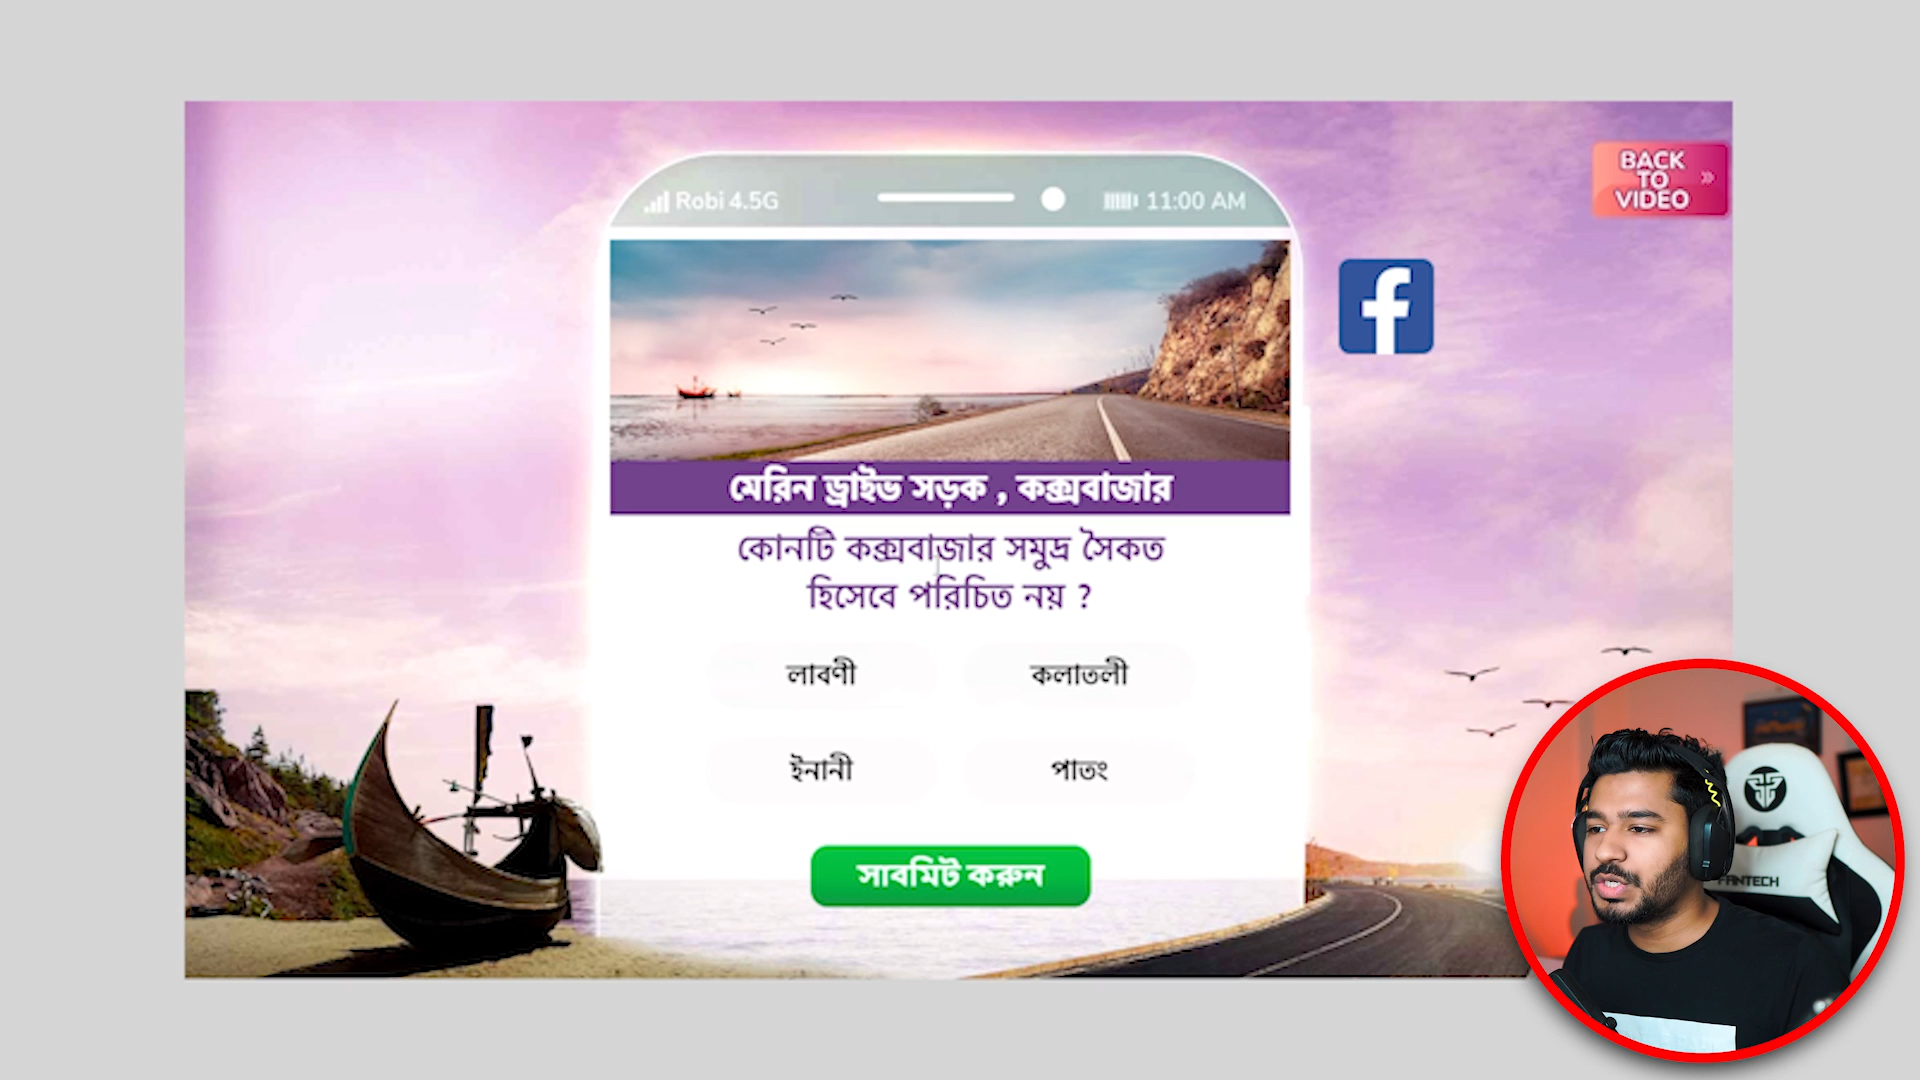 Robi 4.5G
11:00 AM
BACK
TO
VIDEO
f
মেরিন ড্রাইভ সড়ক , কক্সবাজার
কোনটি কক্সবাজার সমুদ্র সৈকত
হিসেবে পরিচিত নয় ?
লাবণী
কলাতলী
ইনানী
পাতং
সাবমিট করুন
FANTECH